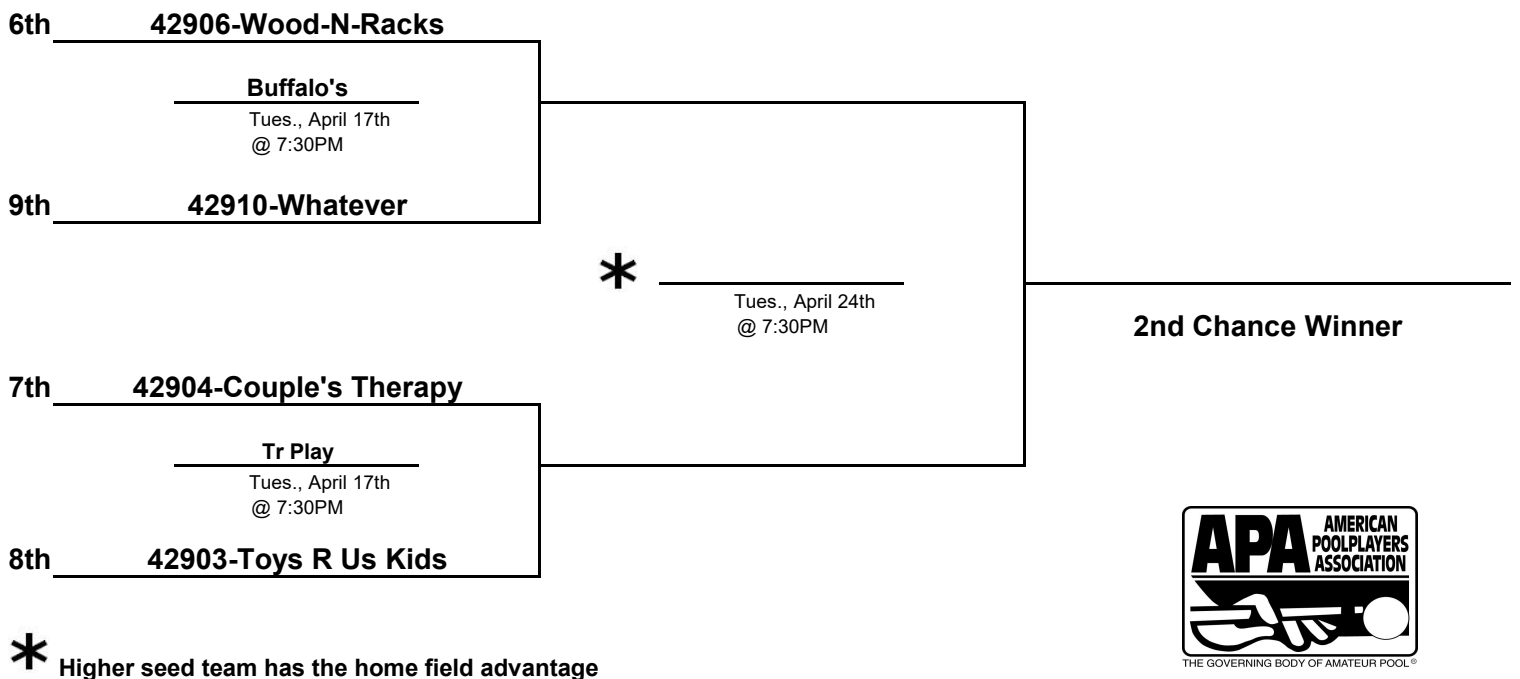 6th 42906-Wood-N-Racks
Buffalo's
Tues., April 17th
@ 7:30PM
9th 42910-Whatever
* Tues., April 24th
@ 7:30PM
2nd Chance Winner
7th 42904-Couple's Therapy
Tr Play
Tues., April 17th
@ 7:30PM
8th 42903-Toys R Us Kids
* Higher seed team has the home field advantage
APA AMERICAN
POOLPLAYERS
ASSOCIATION
THE GOVERNING BODY OF AMATEUR POOL®